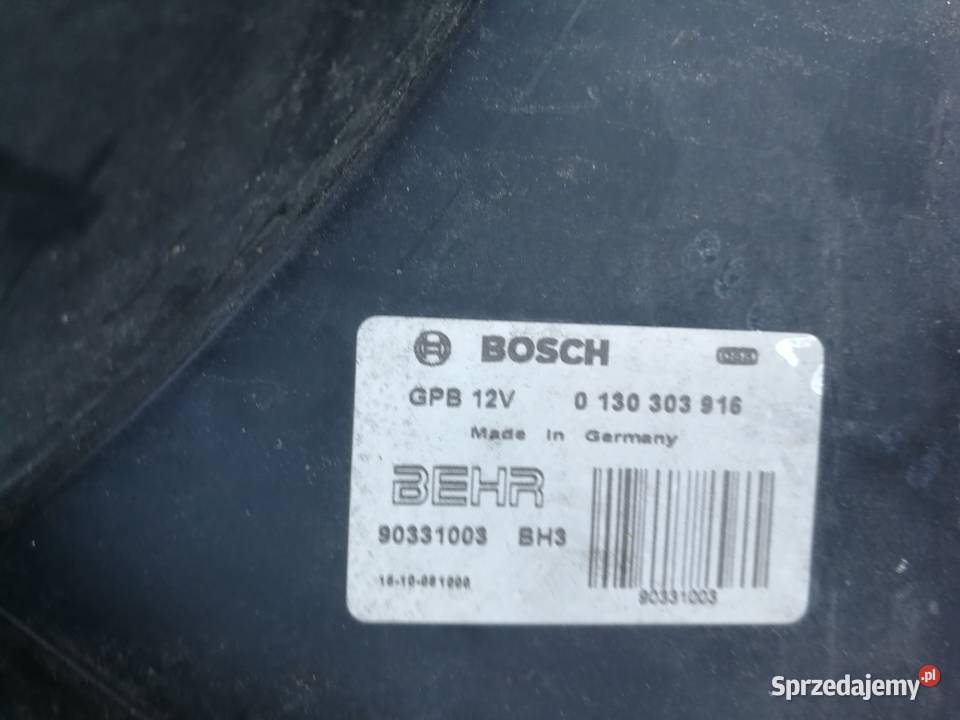 BOSCH
GPB 12V 0 130 303 916
Made in Germany
BEHR
90331003 BH3
90331003
Sprzedajemy.pl